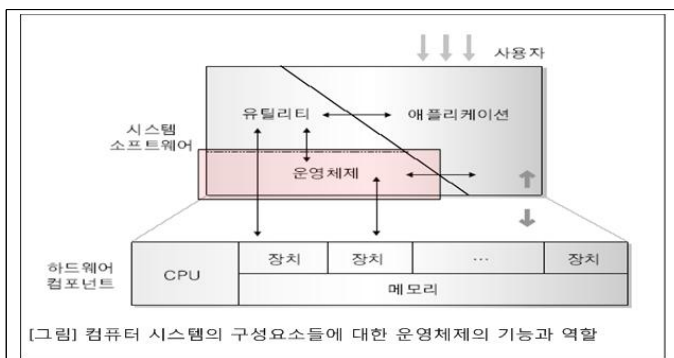 사용자
유틸리티
애플리케이션
시스템
소프트웨어
운영체제
하드웨어
컴포넌트
CPU
장치
장치
...
장치
메모리
[그림] 컴퓨터 시스템의 구성요소들에 대한 운영체제의 기능과 역할